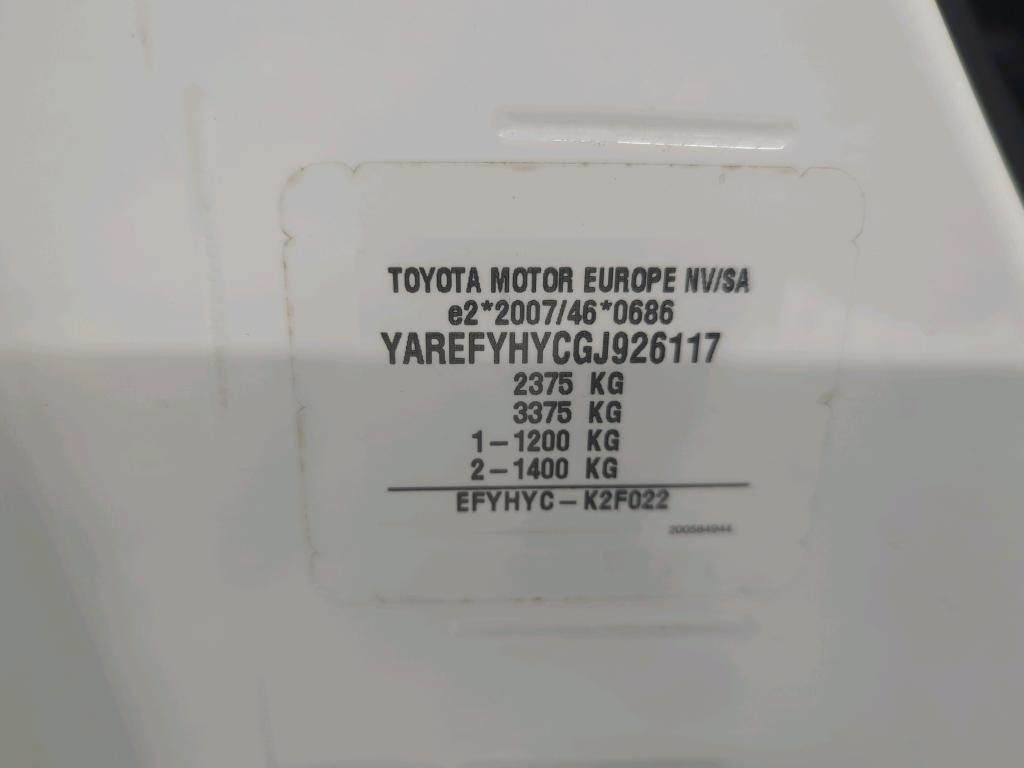 TOYOTA MOTOR EUROPE NV/SA
e2*2007/46*0686
YAREFYHYCGJ926117
2375 KG
3375 KG
1-1200 KG
2-1400 KG
EFYHYC-K2F022
200584944